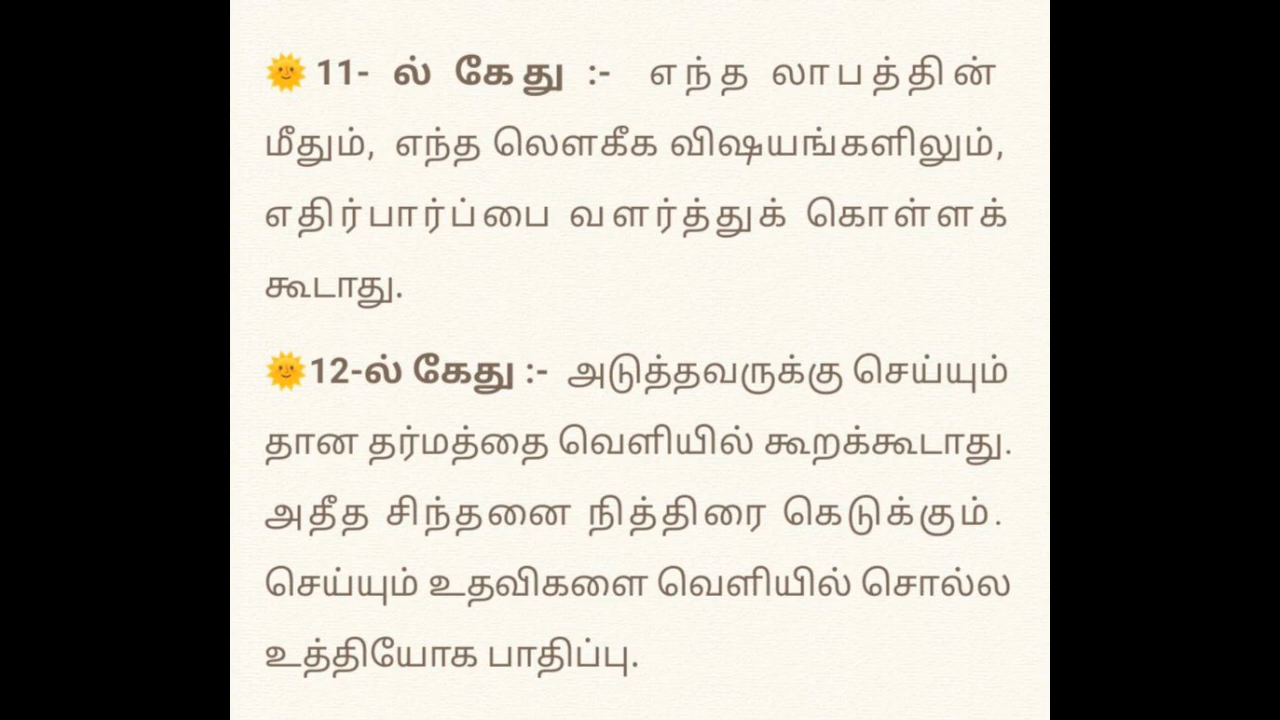 🌞 11- ல் கேது :- எந்த லாபத்தின்
மீதும், எந்த லௌகீக விஷயங்களிலும்,
எதிர்பார்ப்பை வளர்த்துக் கொள்ளக்
கூடாது.
🌞12-ல் கேது :- அடுத்தவருக்கு செய்யும்
தான தர்மத்தை வெளியில் கூறக்கூடாது.
அதீத சிந்தனை நித்திரை கெடுக்கும்.
செய்யும் உதவிகளை வெளியில் சொல்ல
உத்தியோக பாதிப்பு.